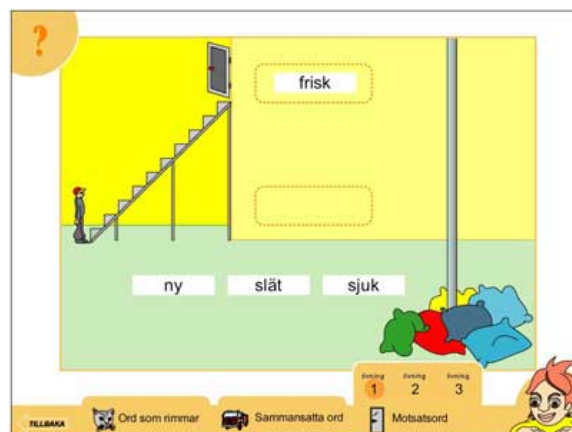 ?
frisk
ny slät sjuk
övning övning övning
1 2 3
TILLBAKA Ord som rimmar Sammansatta ord Motsatsord